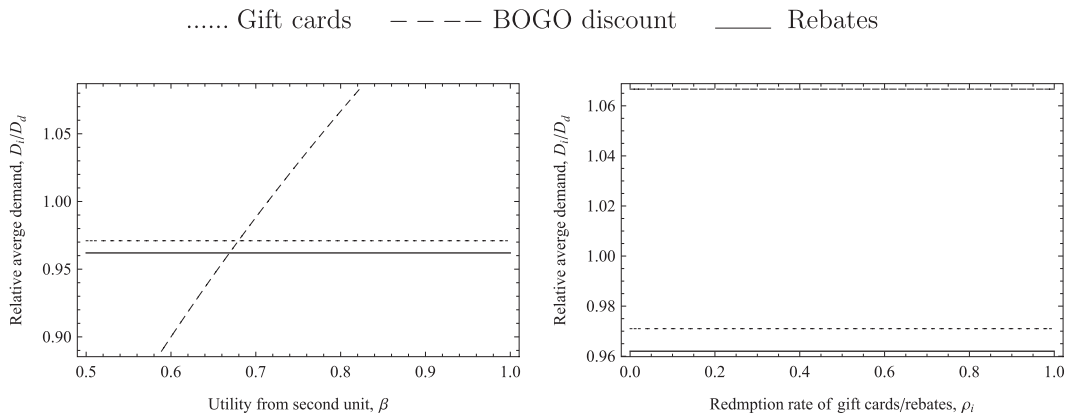 ...... Gift cards – – – – BOGO discount —— Rebates
Relative averge demand, D_i/D_d
1.05
1.00
0.95
0.90
0.5 0.6 0.7 0.8 0.9 1.0
Utility from second unit, β
Relative averge demand, D_i/D_d
1.06
1.04
1.02
1.00
0.98
0.96
0.0 0.2 0.4 0.6 0.8 1.0
Redmption rate of gift cards/rebates, ρ_i